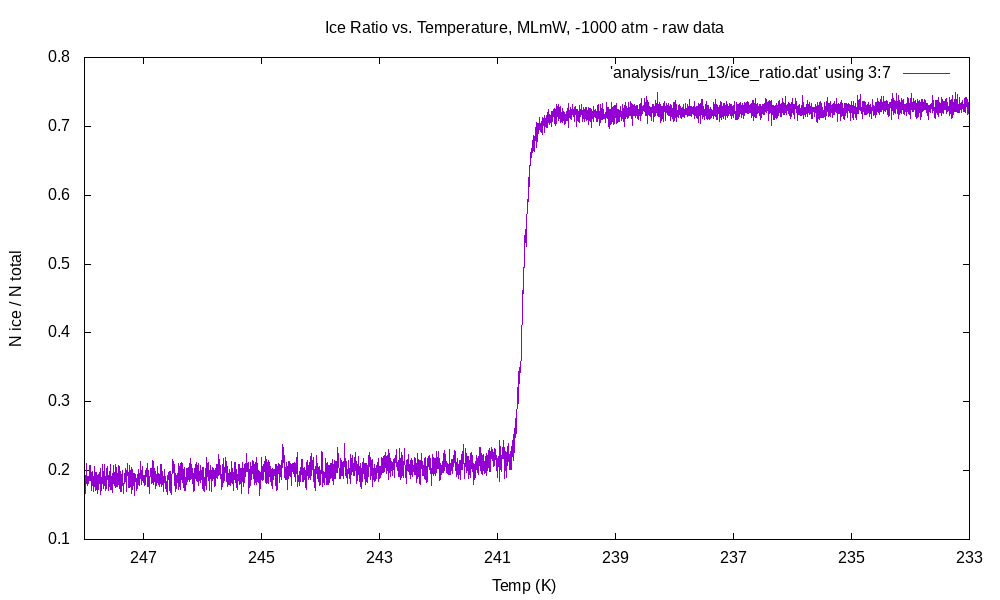 Ice Ratio vs. Temperature, MLmW, -1000 atm - raw data
'analysis/run_13/ice_ratio.dat' using 3:7
0.8
0.7
0.6
0.5
0.4
0.3
0.2
0.1
N ice / N total
247 245 243 241 239 237 235 233
Temp (K)